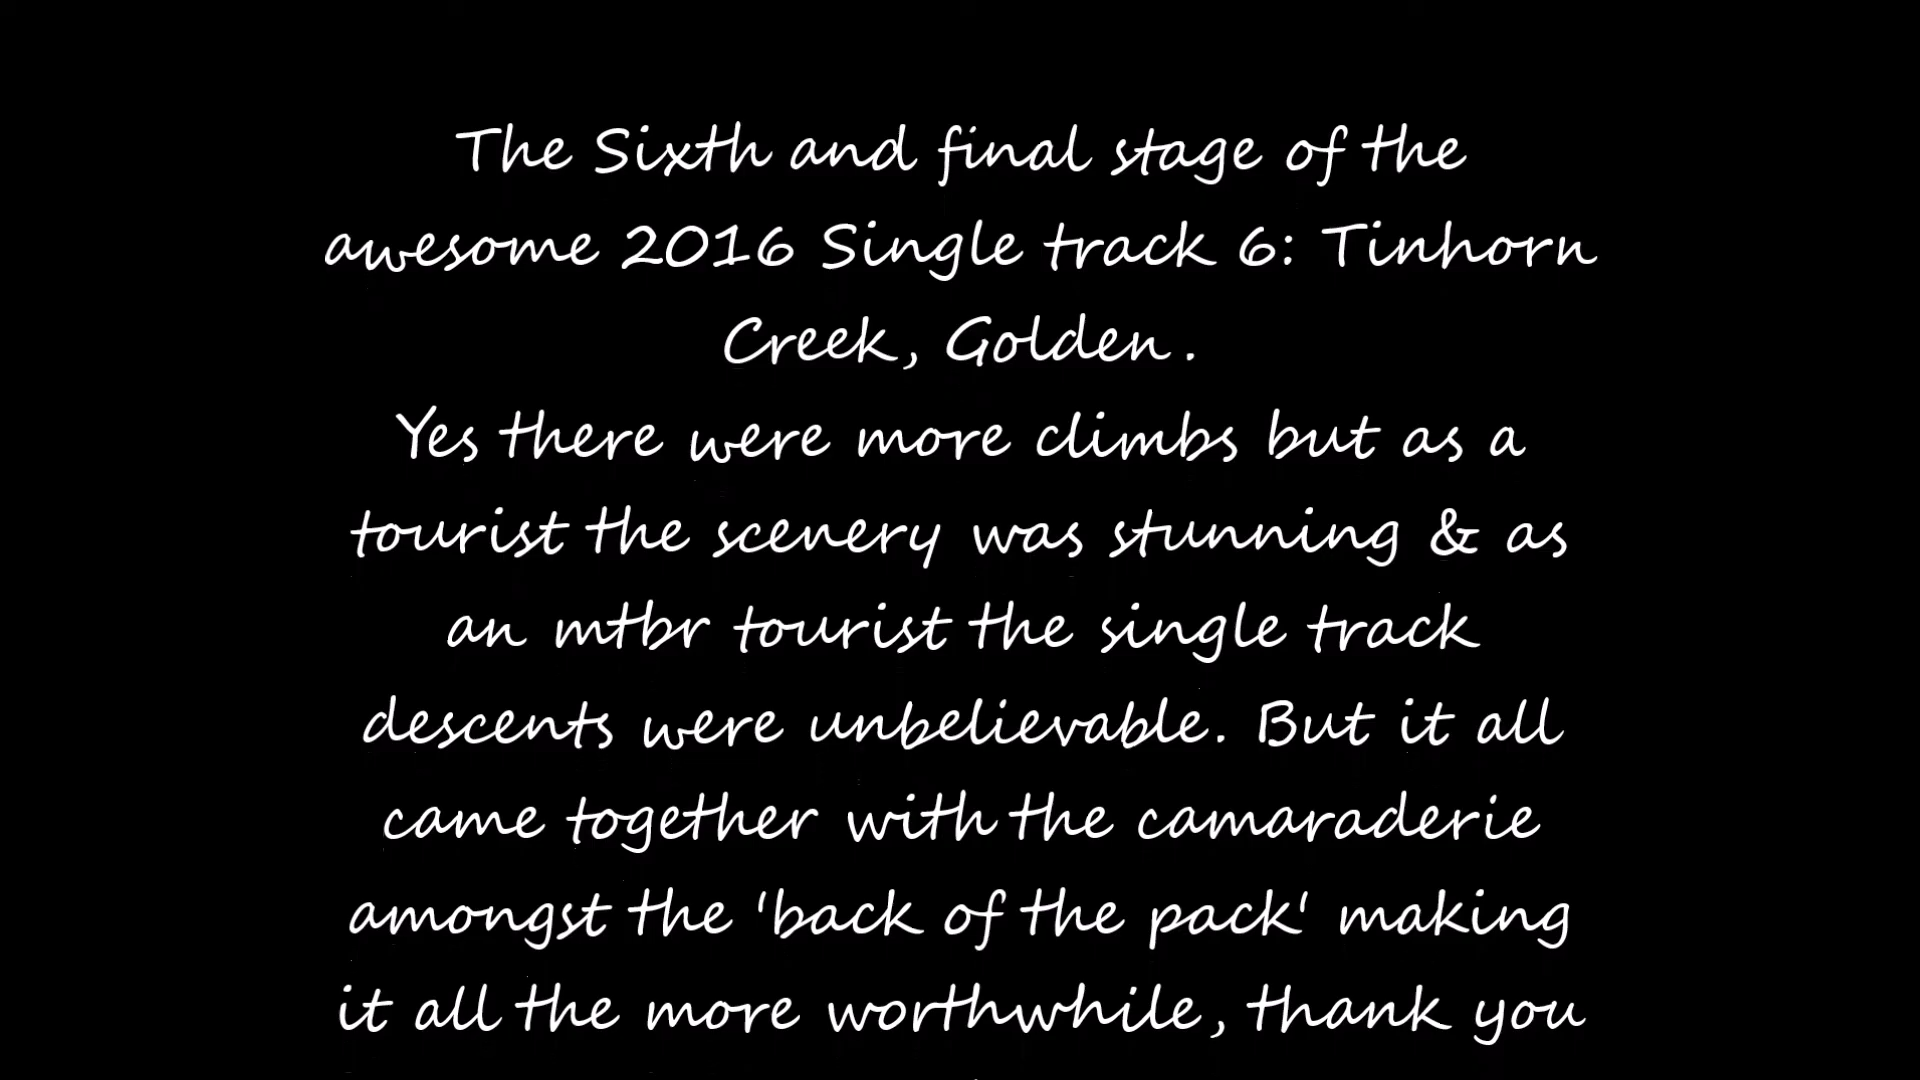 The Sixth and final stage of the
awesome 2016 Single track 6: Tinhorn
Creek, Golden.
Yes there were more climbs but as a
tourist the scenery was stunning & as
an mtbr tourist the single track
descents were unbelievable. But it all
came together with the camaraderie
amongst the 'back of the pack' making
it all the more worthwhile, thank you